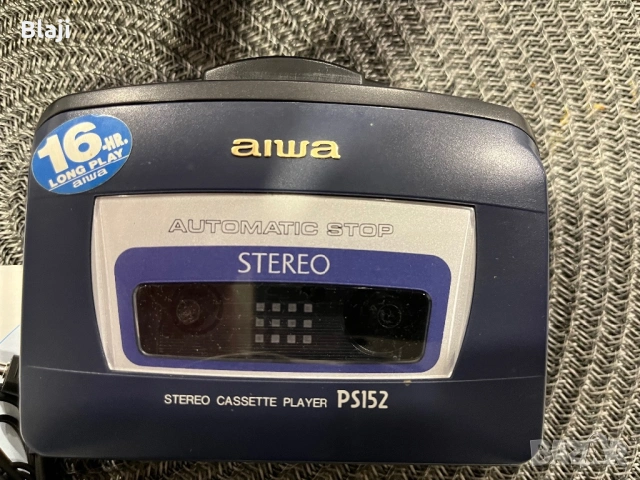 Blaji
16-HR.
LONG PLAY
aiwa
aiwa
AUTOMATIC STOP
STEREO
STEREO CASSETTE PLAYER PS152